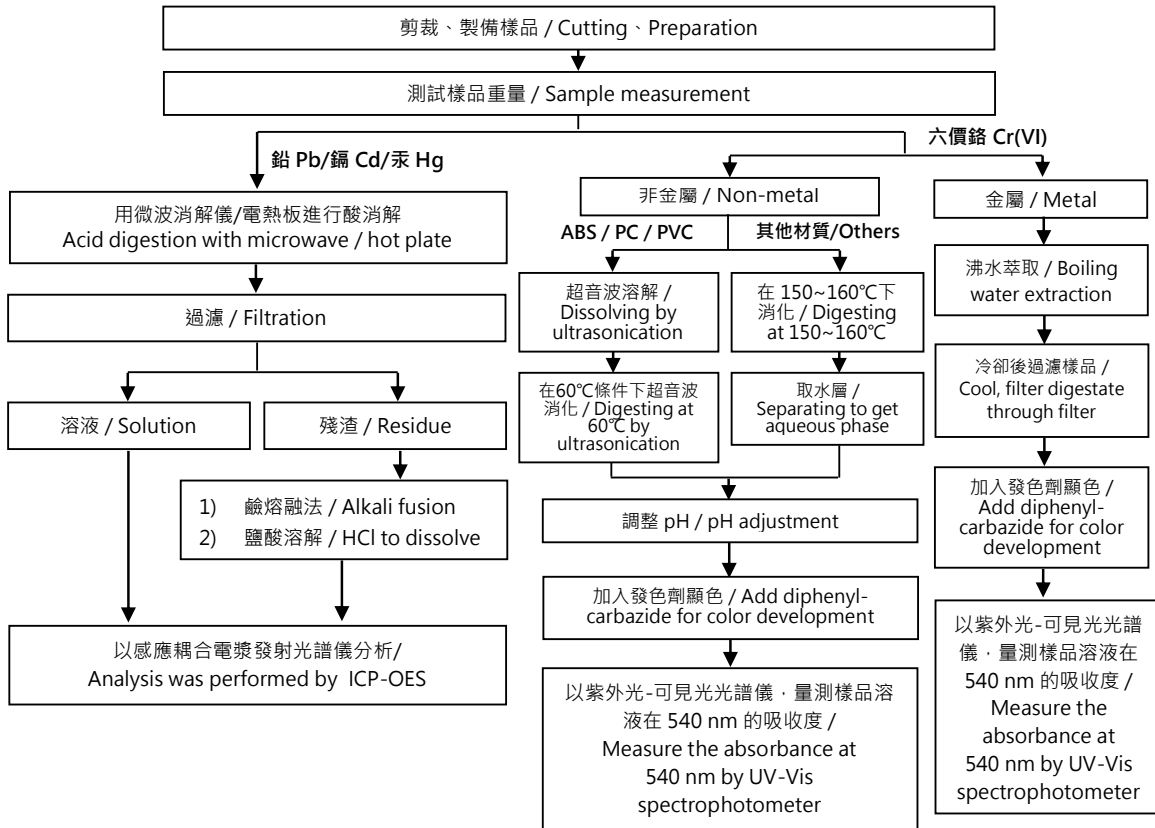 剪裁、製備樣品 / Cutting、Preparation
測試樣品重量 / Sample measurement
鉛 Pb/鎘 Cd/汞 Hg
六價鉻 Cr(VI)
用微波消解儀/電熱板進行酸消解
Acid digestion with microwave / hot plate
過濾 / Filtration
溶液 / Solution
殘渣 / Residue
1) 鹼熔融法 / Alkali fusion
2) 鹽酸溶解 / HCl to dissolve
以感應耦合電漿發射光譜儀分析/
Analysis was performed by ICP-OES
非金屬 / Non-metal
ABS / PC / PVC
其他材質/Others
超音波溶解 /
Dissolving by
ultrasonication
在 150~160℃下
消化 / Digesting
at 150~160℃
在60℃條件下超音波
消化 / Digesting at
60℃ by
ultrasonication
取水層 /
Separating to get
aqueous phase
調整 pH / pH adjustment
加入發色劑顯色 / Add diphenyl-
carbazide for color development
以紫外光-可見光光譜儀，量測樣品溶
液在 540 nm 的吸收度 /
Measure the absorbance at
540 nm by UV-Vis
spectrophotometer
金屬 / Metal
沸水萃取 / Boiling
water extraction
冷卻後過濾樣品 /
Cool, filter digestate
through filter
加入發色劑顯色 /
Add diphenyl-
carbazide for color
development
以紫外光-可見光光譜
儀，量測樣品溶液在
540 nm 的吸收度 /
Measure the
absorbance at
540 nm by UV-Vis
spectrophotometer